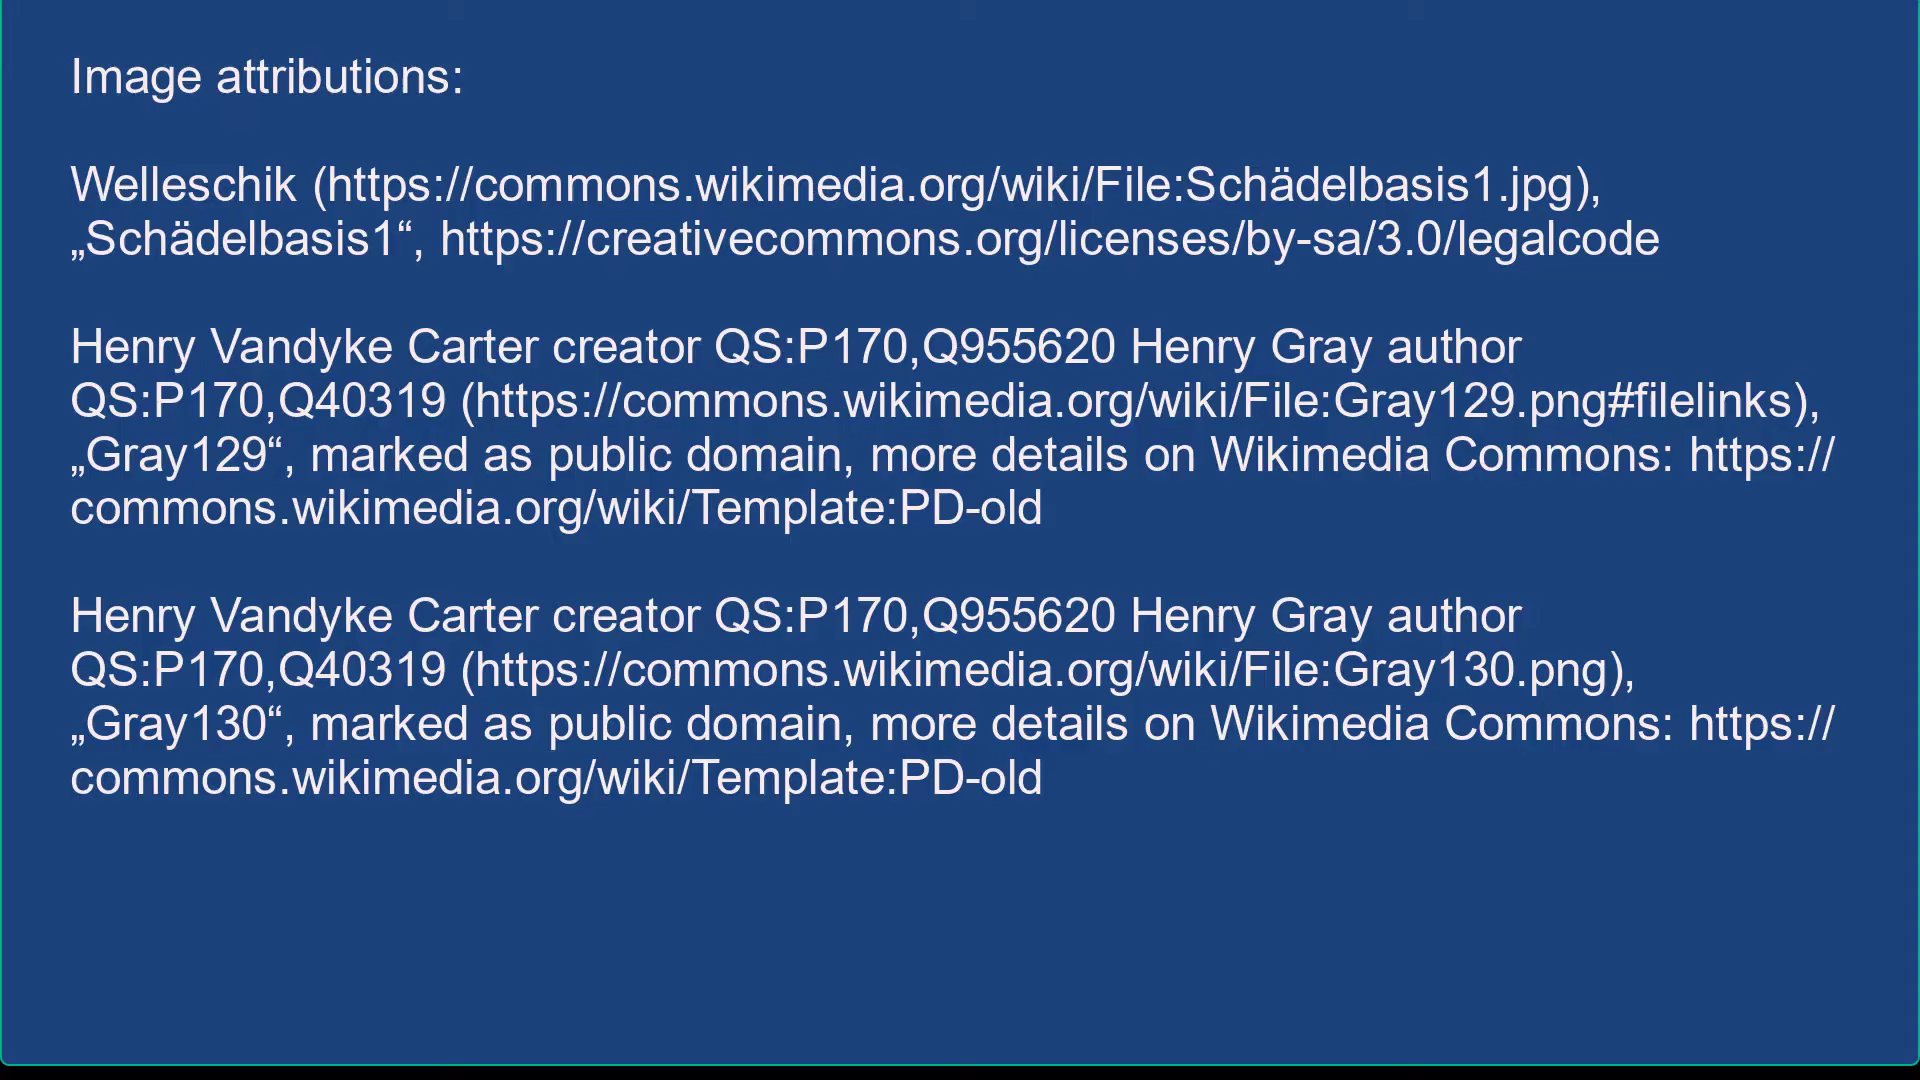 Image attributions:
Welleschik (https://commons.wikimedia.org/wiki/File:Schädelbasis1.jpg),
„Schädelbasis1“, https://creativecommons.org/licenses/by-sa/3.0/legalcode
Henry Vandyke Carter creator QS:P170,Q955620 Henry Gray author
QS:P170,Q40319 (https://commons.wikimedia.org/wiki/File:Gray129.png#filelinks),
„Gray129“, marked as public domain, more details on Wikimedia Commons: https://
commons.wikimedia.org/wiki/Template:PD-old
Henry Vandyke Carter creator QS:P170,Q955620 Henry Gray author
QS:P170,Q40319 (https://commons.wikimedia.org/wiki/File:Gray130.png),
„Gray130“, marked as public domain, more details on Wikimedia Commons: https://
commons.wikimedia.org/wiki/Template:PD-old